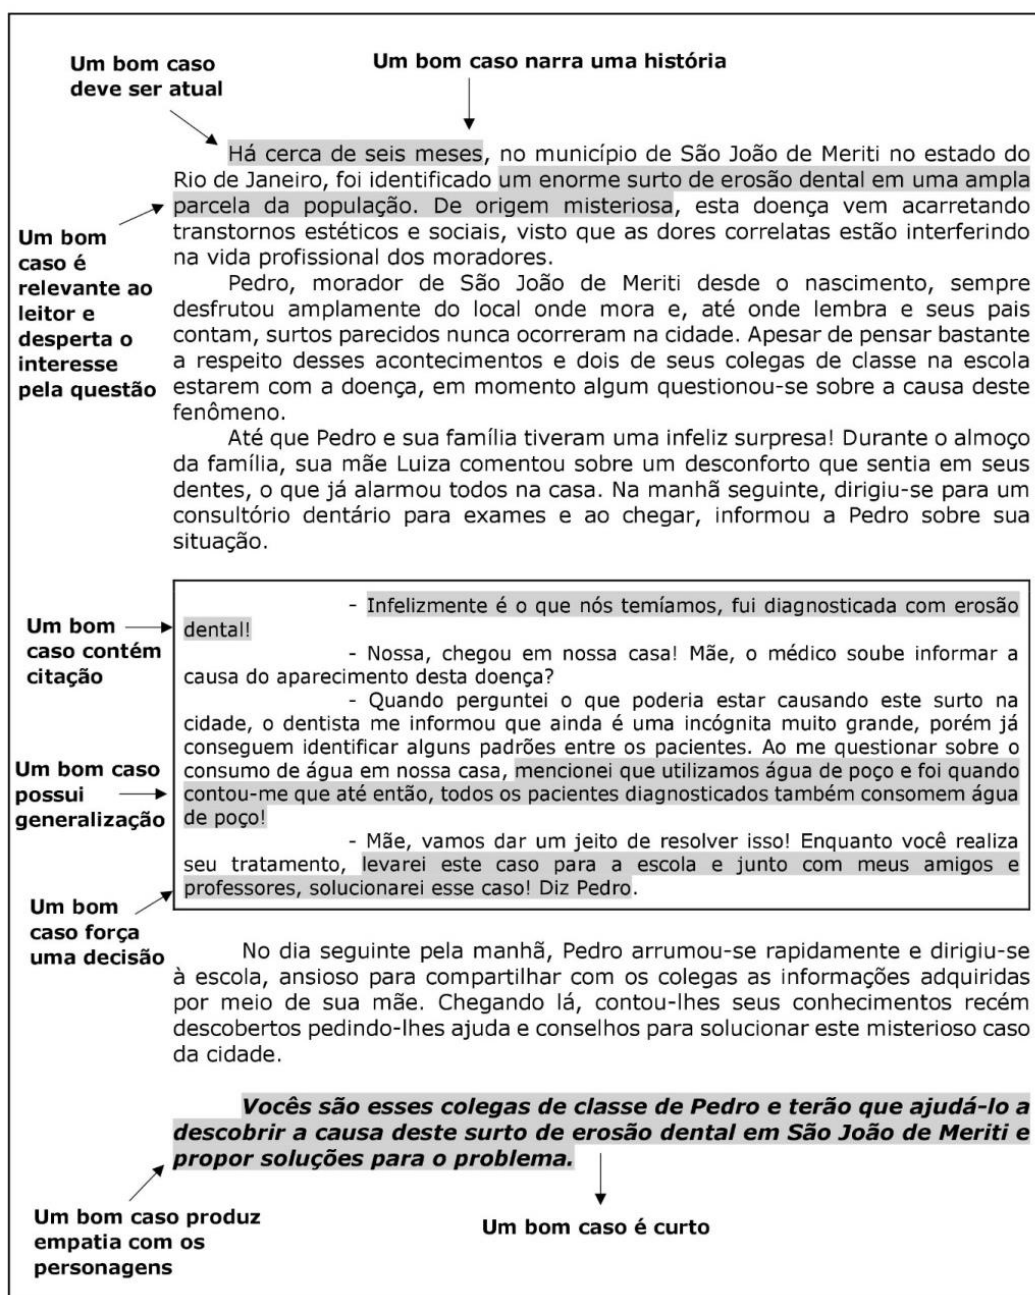 Um bom caso
deve ser atual
Um bom caso narra uma história
Há cerca de seis meses, no município de São João de Meriti no estado do
Rio de Janeiro, foi identificado um enorme surto de erosão dental em uma ampla
parcela da população. De origem misteriosa, esta doença vem acarretando
transtornos estéticos e sociais, visto que as dores correlatas estão interferindo
na vida profissional dos moradores.
Um bom
caso é
relevante ao
leitor e
desperta o
interesse
pela questão
Pedro, morador de São João de Meriti desde o nascimento, sempre
desfrutou amplamente do local onde mora e, até onde lembra e seus pais
contam, surtos parecidos nunca ocorreram na cidade. Apesar de pensar bastante
a respeito desses acontecimentos e dois de seus colegas de classe na escola
estarem com a doença, em momento algum questionou-se sobre a causa deste
fenômeno.
Até que Pedro e sua família tiveram uma infeliz surpresa! Durante o almoço
da família, sua mãe Luiza comentou sobre um desconforto que sentia em seus
dentes, o que já alarmou todos na casa. Na manhã seguinte, dirigiu-se para um
consultório dentário para exames e ao chegar, informou a Pedro sobre sua
situação.
Um bom
caso contém
citação
- Infelizmente é o que nós temíamos, fui diagnosticada com erosão
dental!
- Nossa, chegou em nossa casa! Mãe, o médico soube informar a
causa do aparecimento desta doença?
- Quando perguntei o que poderia estar causando este surto na
cidade, o dentista me informou que ainda é uma incógnita muito grande, porém já
conseguem identificar alguns padrões entre os pacientes. Ao me questionar sobre o
consumo de água em nossa casa, mencionei que utilizamos água de poço e foi quando
contou-me que até então, todos os pacientes diagnosticados também consomem água
de poço!
Um bom caso
possui
generalização
- Mãe, vamos dar um jeito de resolver isso! Enquanto você realiza
seu tratamento, levarei este caso para a escola e junto com meus amigos e
professores, solucionarei esse caso! Diz Pedro.
Um bom
caso força
uma decisão
No dia seguinte pela manhã, Pedro arrumou-se rapidamente e dirigiu-se
à escola, ansioso para compartilhar com os colegas as informações adquiridas
por meio de sua mãe. Chegando lá, contou-lhes seus conhecimentos recém
descobertos pedindo-lhes ajuda e conselhos para solucionar este misterioso caso
da cidade.
Vocês são esses colegas de classe de Pedro e terão que ajudá-lo a
descobrir a causa deste surto de erosão dental em São João de Meriti e
propor soluções para o problema.
Um bom caso produz
empatia com os
personagens
Um bom caso é curto